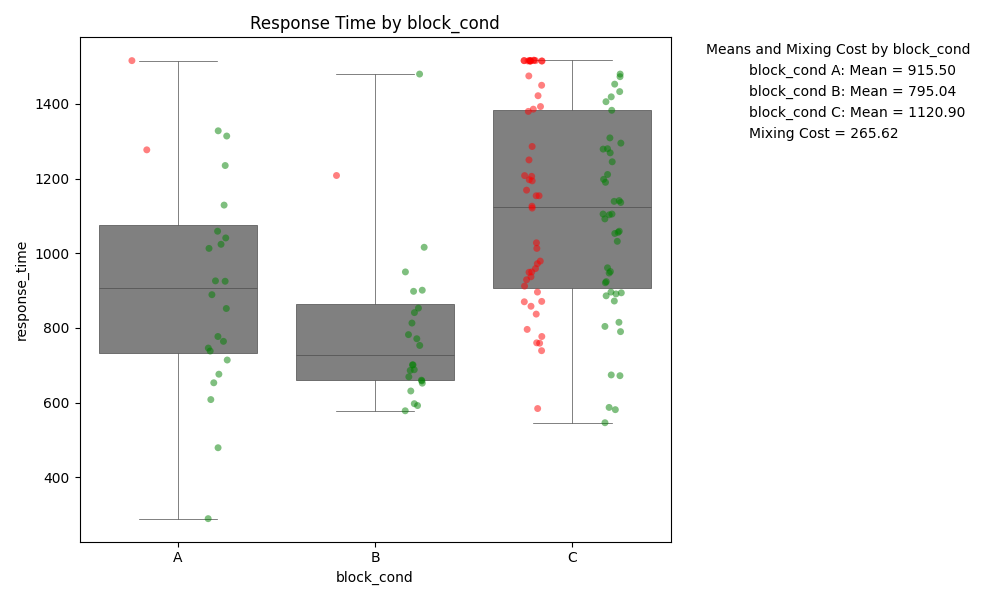 Response Time by block_cond
Means and Mixing Cost by block_cond
block_cond A: Mean = 915.50
block_cond B: Mean = 795.04
block_cond C: Mean = 1120.90
Mixing Cost = 265.62
response_time
1400
1200
1000
800
600
400
A B C
block_cond